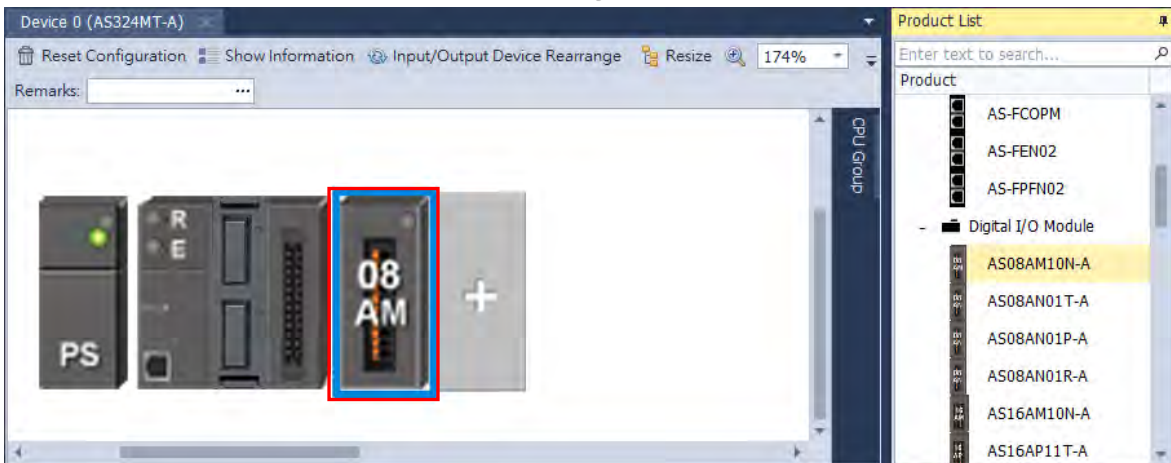 Device 0 (AS324MT-A)
Reset Configuration Show Information Input/Output Device Rearrange Resize 174%
Remarks: ...
CPU Group
R
E
08
AM
PS
Product List
Enter text to search...
Product
AS-FCOPM
AS-FEN02
AS-FPFN02
- Digital I/O Module
AS08AM10N-A
AS08AN01T-A
AS08AN01P-A
AS08AN01R-A
AS16AM10N-A
AS16AP11T-A